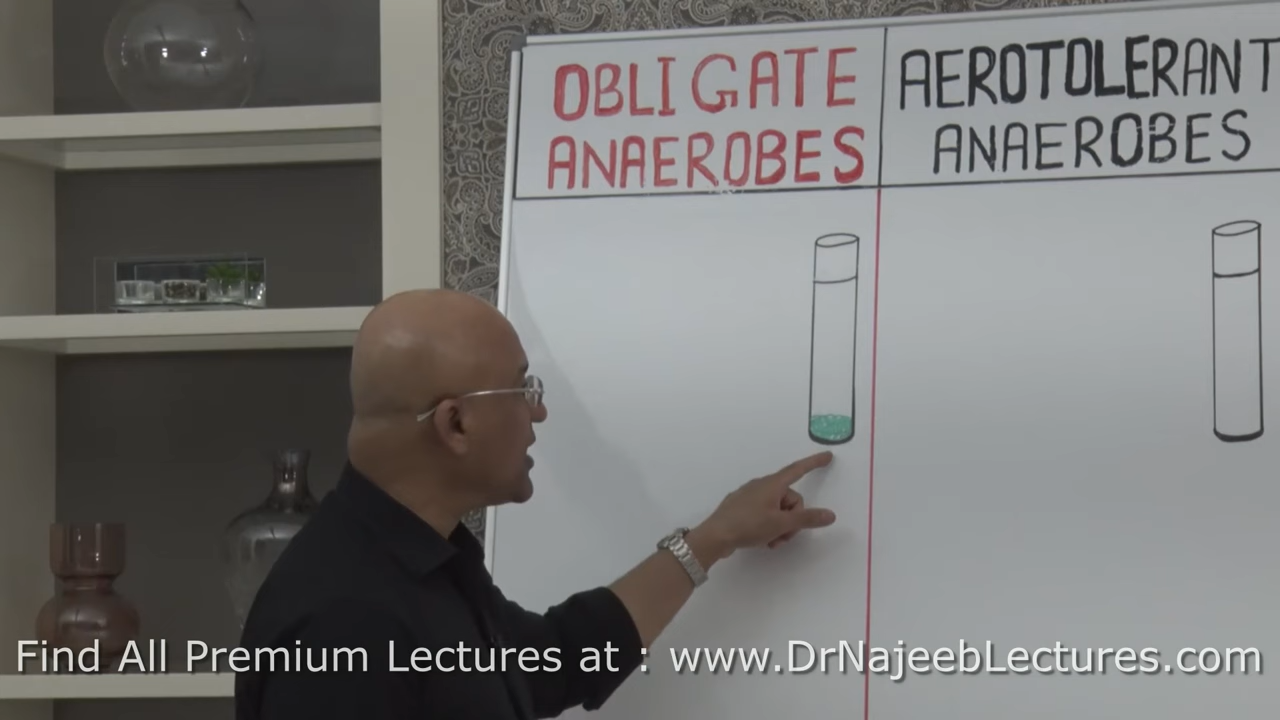 OBLIGATE
ANAEROBES
AEROTOLERANT
ANAEROBES
Find All Premium Lectures at : www.DrNajeebLectures.com